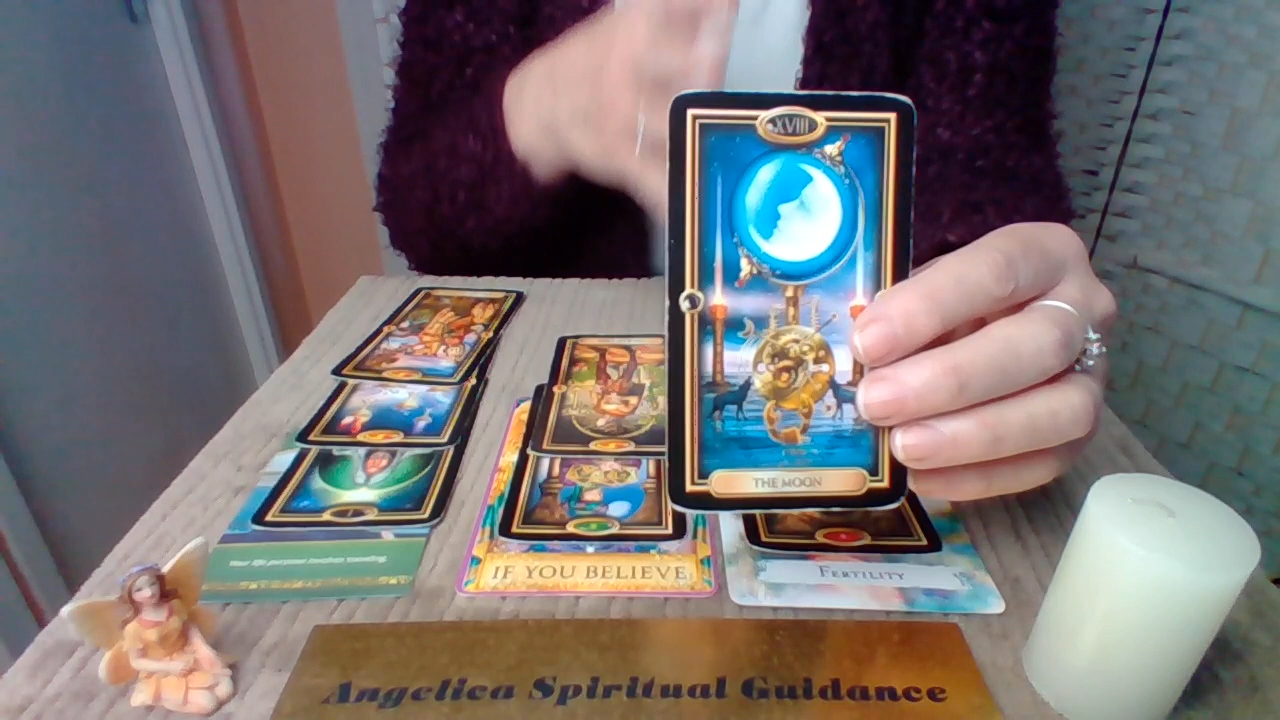 XVIII
THE MOON
Your life purpose involves traveling.
IF YOU BELIEVE
FERTILITY
Angelica Spiritual Guidance